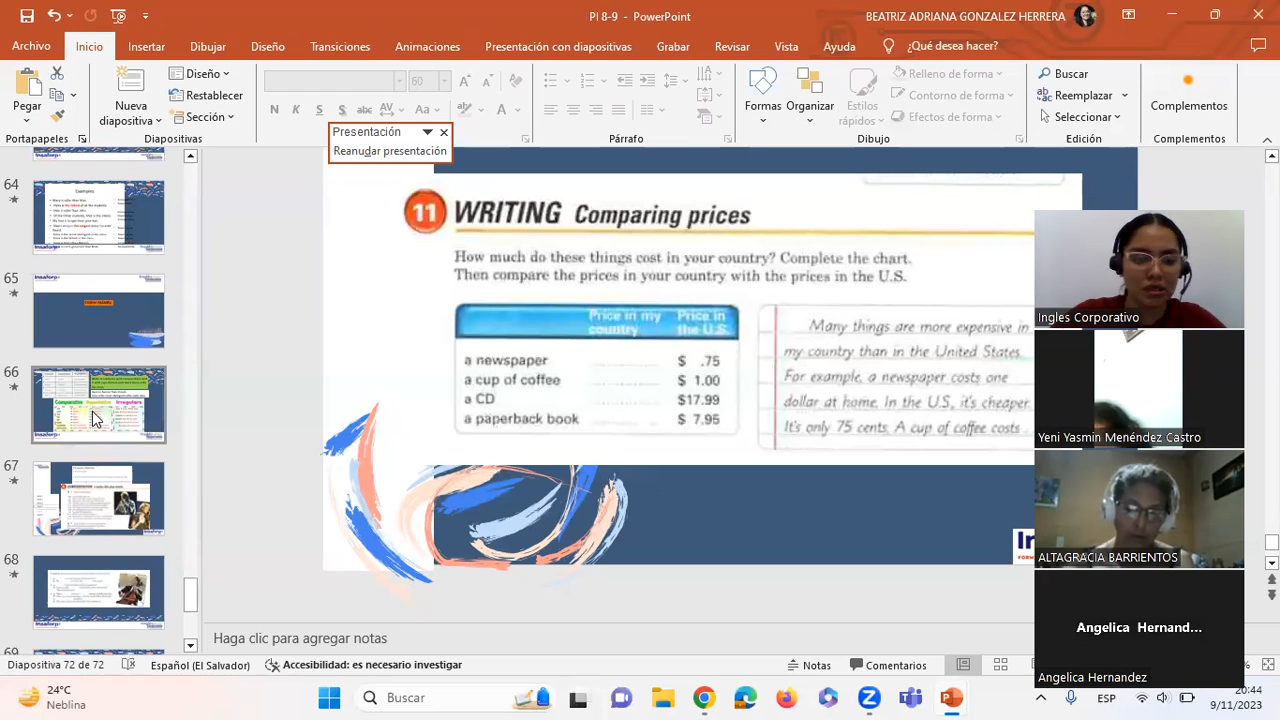 PI 8-9 - PowerPoint
BEATRIZ ADRIANA GONZALEZ HERRERA
Archivo Inicio Insertar Dibujar Diseño Transiciones Animaciones Presentación con diapositivas Grabar Revisar Vista Ayuda ¿Qué desea hacer?
Pegar
Nueva diapositiva
Diseño
Restablecer
Sección
60
Formas
Organizar
Estilos rápidos
Relleno de forma
Contorno de forma
Efectos de forma
Buscar
Reemplazar
Seleccionar
Complementos
Portapapeles Diapositivas Párrafo Dibujo Edición Complementos
Presentación
Reanudar presentación
64
65
66
67
68
69
11 WRITING Comparing prices
How much do these things cost in your country? Complete the chart.
Then compare the prices in your country with the prices in the U.S.
Price in my country Price in the U.S.
a newspaper $ .75
a cup of coffee $ 1.00
a CD $17.99
paperback book $ 7.95
Many things are more expensive in
my country than in the United States
example, a newspaper costs one
It's only 75 cents. A cup of coffee costs
Ingles Corporativo
Yeni Yasmin Menéndez Castro
ALTAGRACIA BARRIENTOS
Angelica Hernand...
Angelica Hernandez
Haga clic para agregar notas
Diapositiva 72 de 72 Español (El Salvador) Accesibilidad: es necesario investigar Notas Comentarios
24°C
Neblina
Buscar
ESP
20:44
9/11/2023